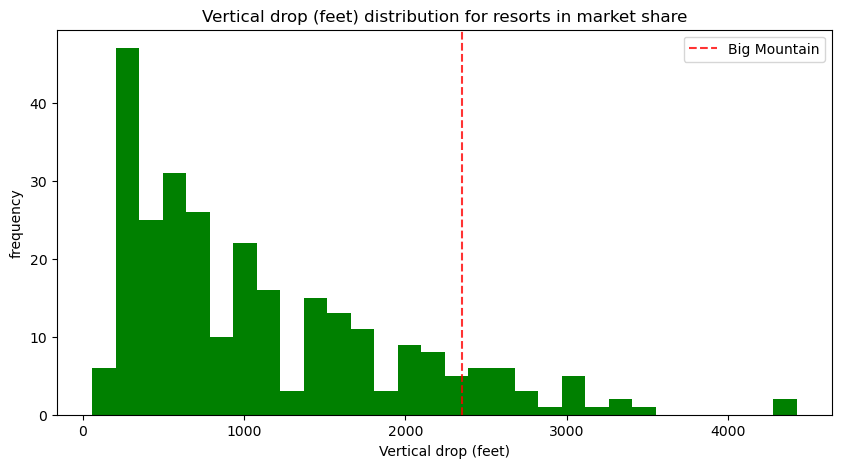 Vertical drop (feet) distribution for resorts in market share
Big Mountain
frequency
40
30
20
10
0
0 1000 2000 3000 4000
Vertical drop (feet)